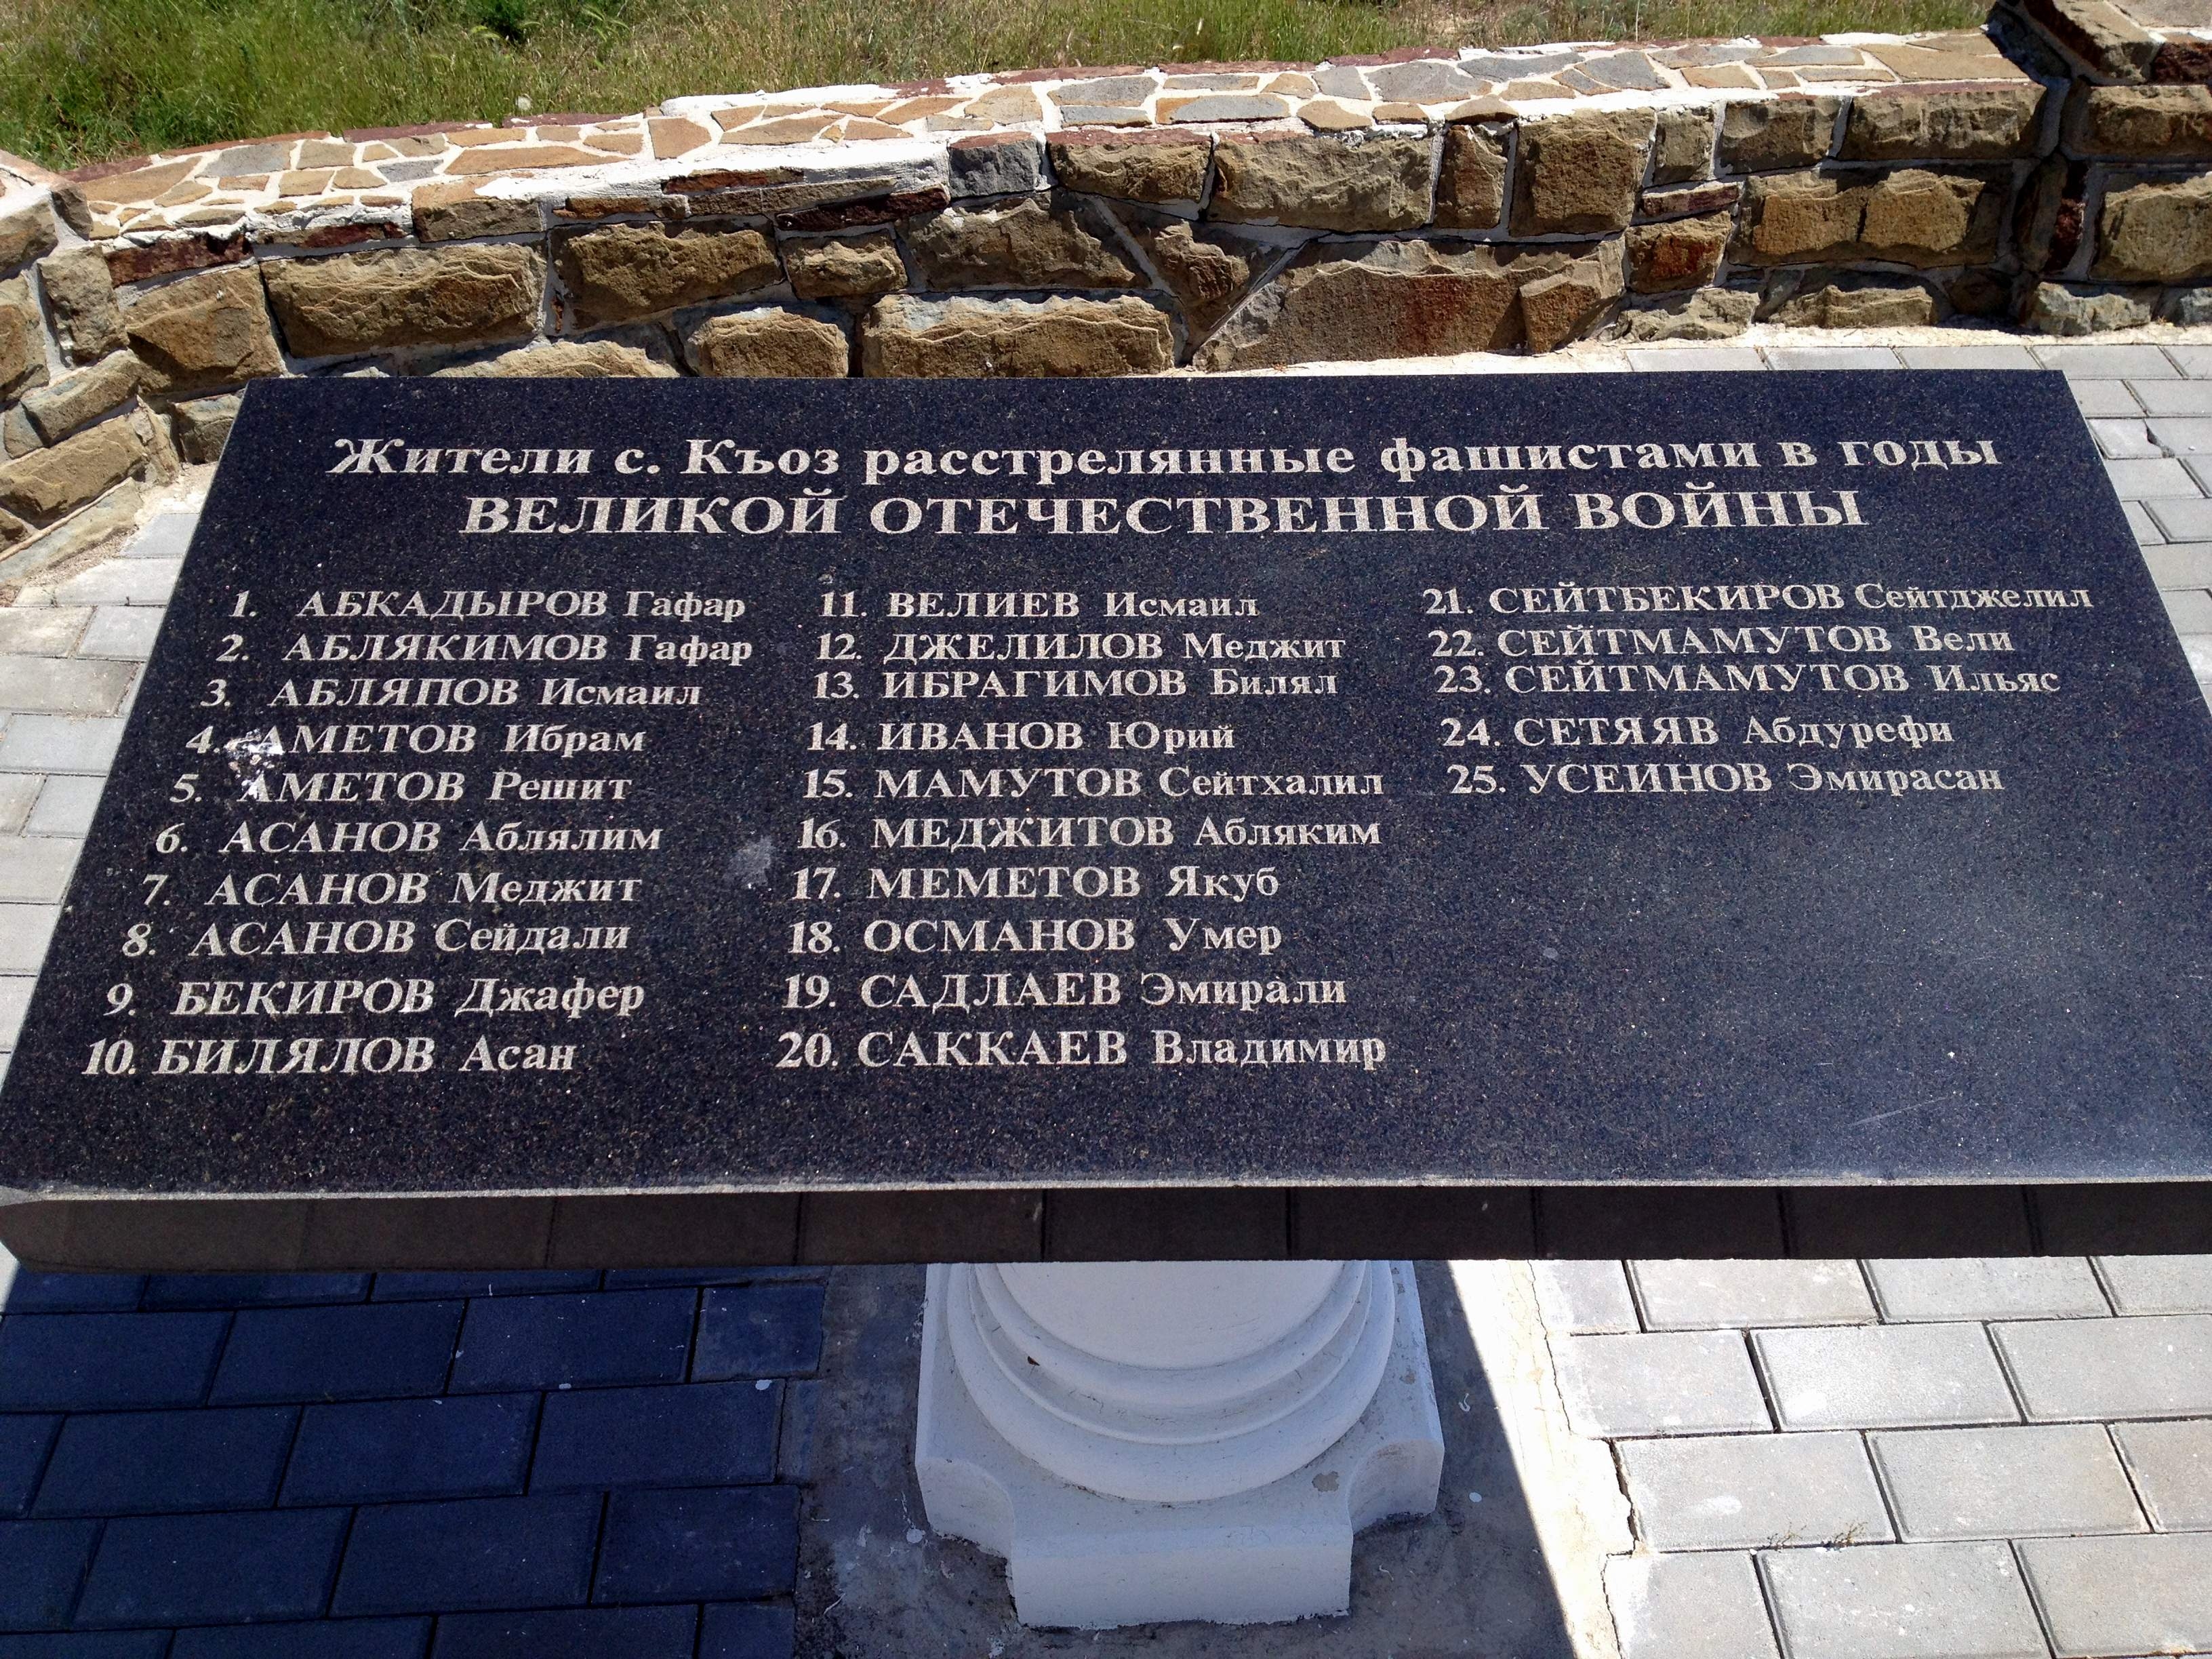 Жители с. Къоз расстрелянные фашистами в годы
ВЕЛИКОЙ ОТЕЧЕСТВЕННОЙ ВОЙНЫ
1. АБКАДЫРОВ Гафар
2. АБЛЯКИМОВ Гафар
3. АБЛЯПОВ Исмаил
4. АМЕТОВ Ибрам
5. АМЕТОВ Решит
6. АСАНОВ Аблялим
7. АСАНОВ Меджит
8. АСАНОВ Сейдали
9. БЕКИРОВ Джафер
10. БИЛЯЛОВ Асан
11. ВЕЛИЕВ Исмаил
12. ДЖЕЛИЛОВ Меджит
13. ИБРАГИМОВ Билял
14. ИВАНОВ Юрий
15. МАМУТОВ Сейтхалил
16. МЕДЖИТОВ Абляким
17. МЕМЕТОВ Якуб
18. ОСМАНОВ Умер
19. САДЛАЕВ Эмирали
20. САККАЕВ Владимир
21. СЕЙТБЕКИРОВ Сейтджелил
22. СЕЙТМАМУТОВ Вели
23. СЕЙТМАМУТОВ Ильяс
24. СЕТЯЯВ Абдурефи
25. УСЕИНОВ Эмирасан